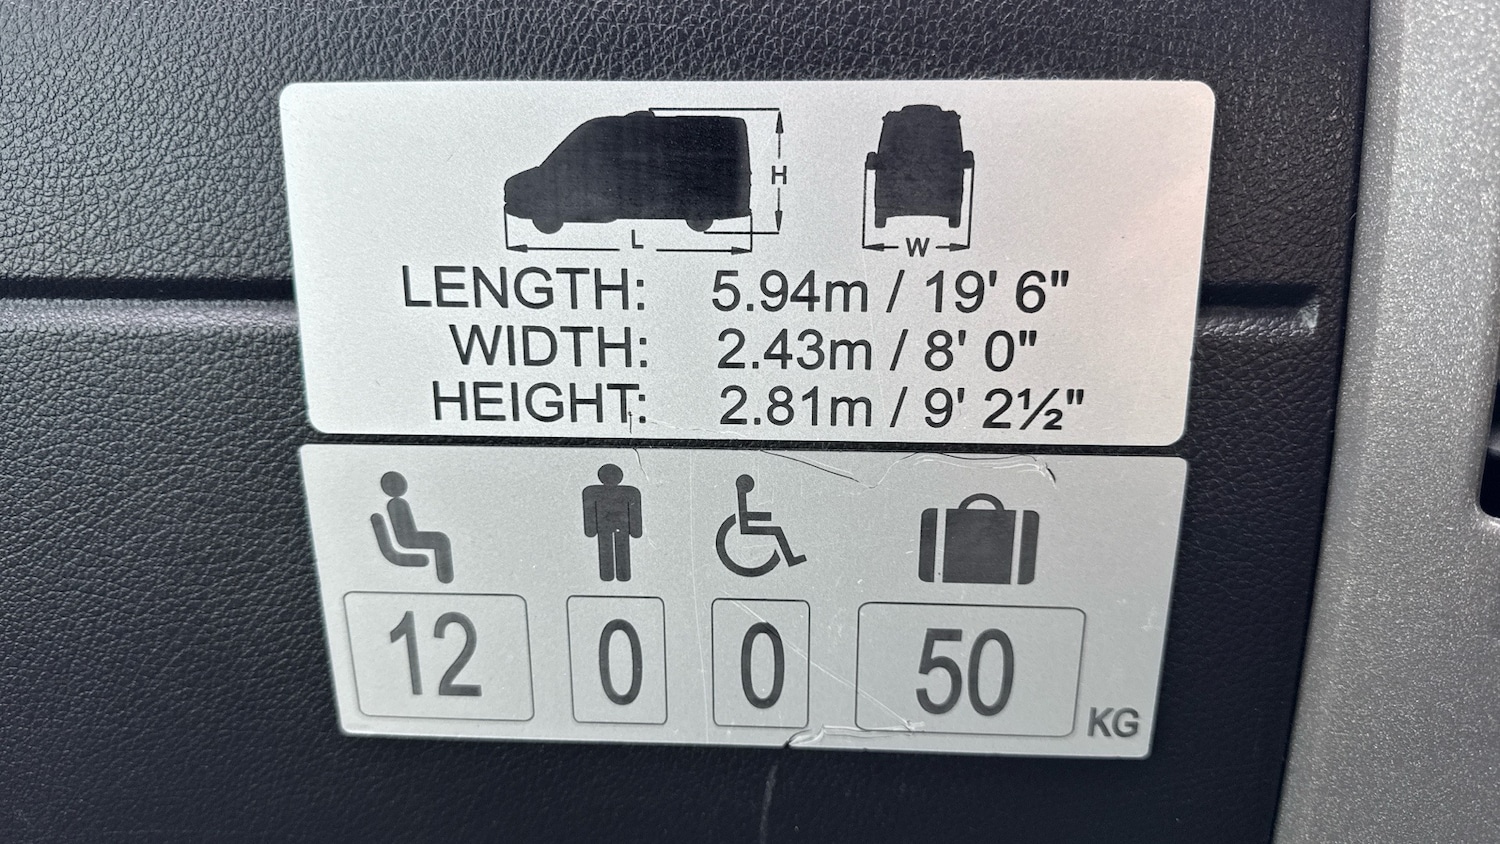 H
L
W
LENGTH: 5.94m / 19' 6"
WIDTH: 2.43m / 8' 0"
HEIGHT: 2.81m / 9' 2½"
12 0 0 50 KG